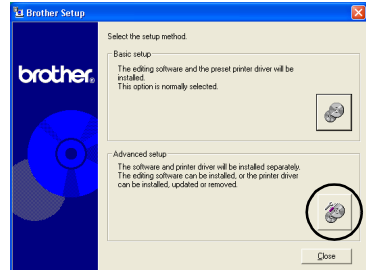 Brother Setup
Select the setup method.
brother®
Basic setup
The editing software and the preset printer driver will be
installed.
This option is normally selected.
Advanced setup
The software and printer driver will be installed separately.
The editing software can be installed, or the printer driver
can be installed, updated or removed.
Close